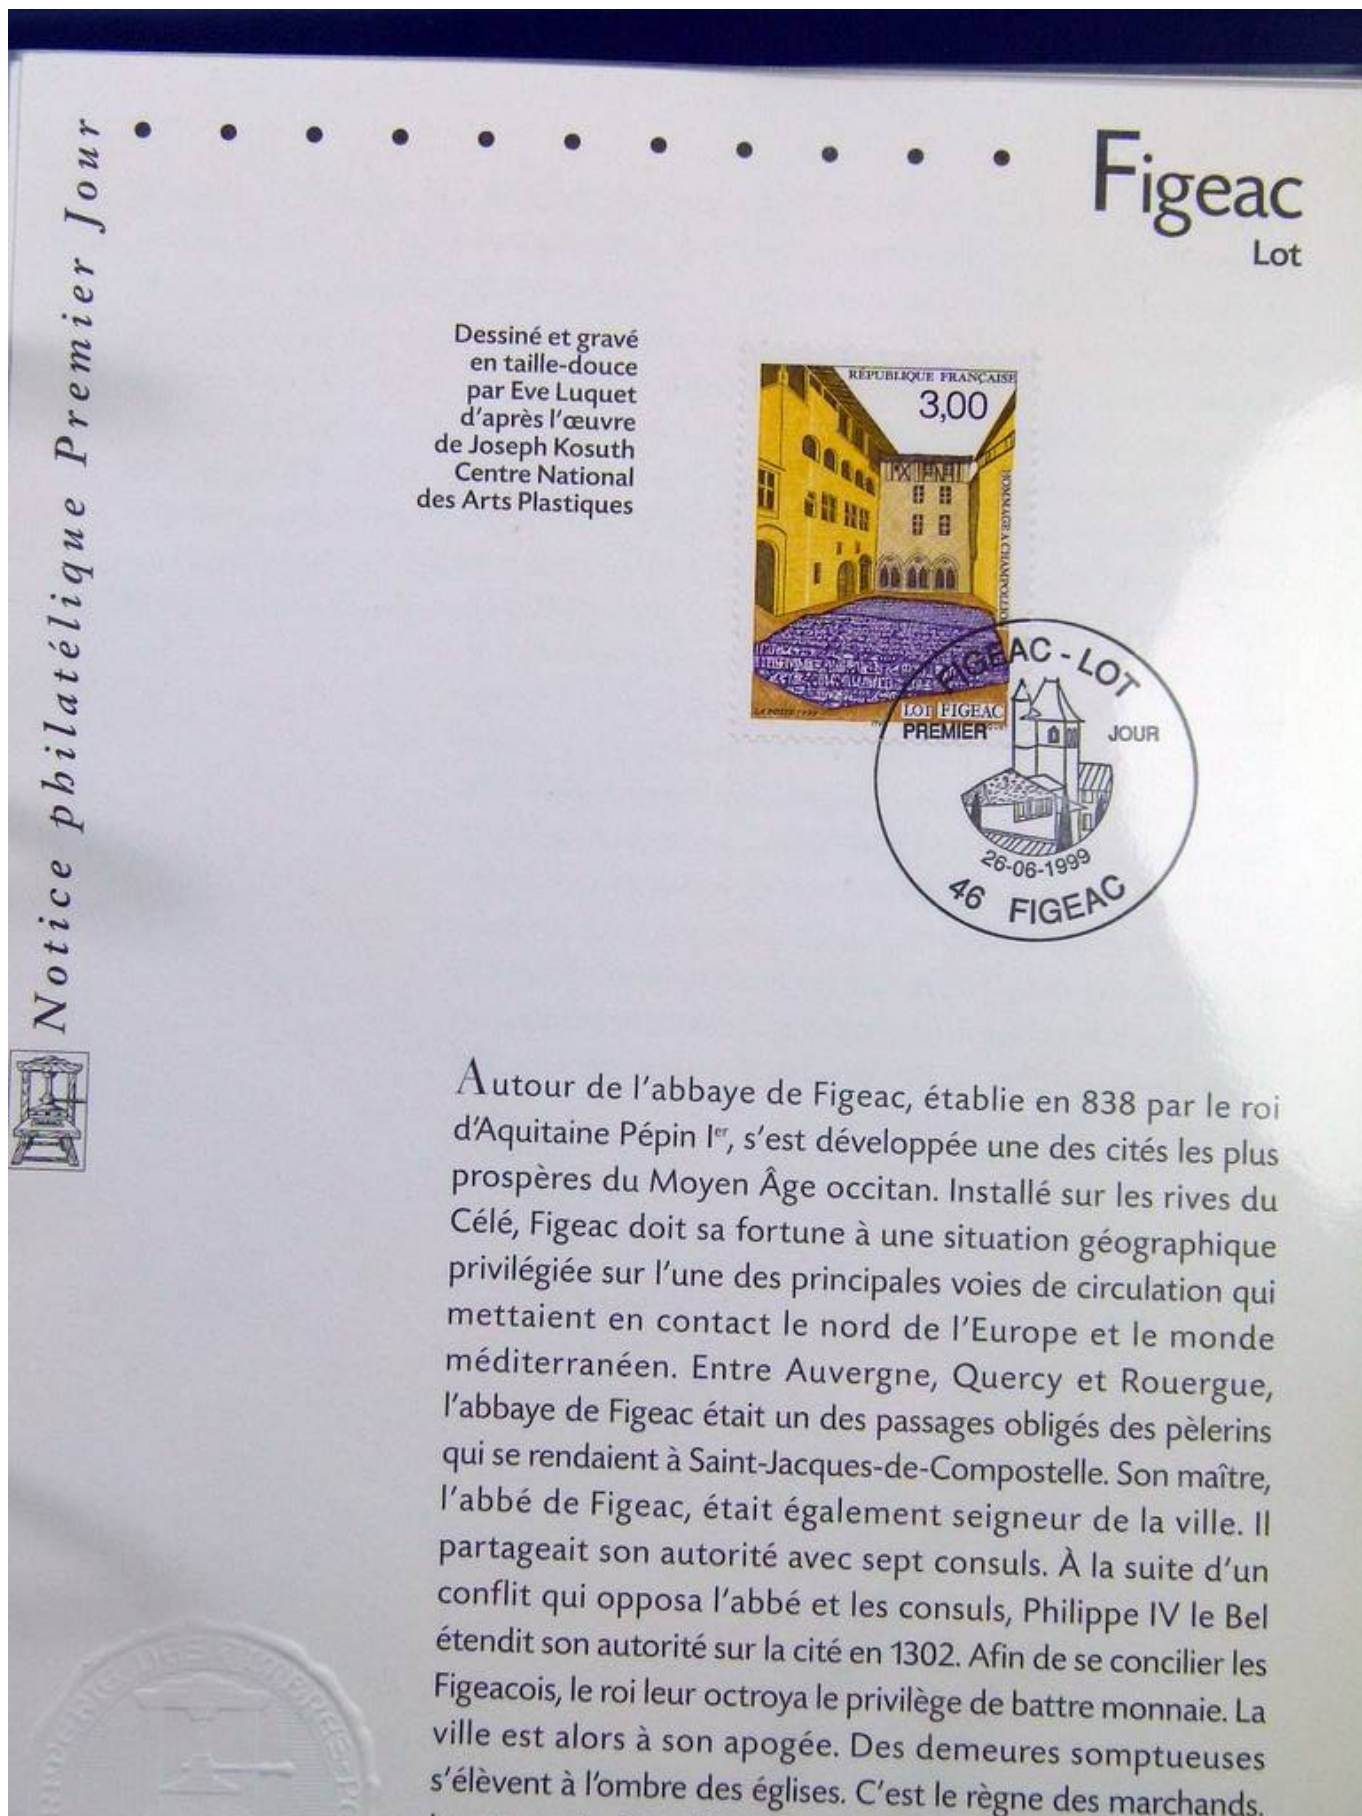 Notice philatélique Premier Jour
Figeac
Lot
Dessiné et gravé
en taille-douce
par Eve Luquet
d'après l'œuvre
de Joseph Kosuth
Centre National
des Arts Plastiques
RÉPUBLIQUE FRANÇAISE
3,00
HOMMAGE A CHAMPOLLION
LA POSTE 1999
LOT FIGEAC
FIGEAC - LOT
PREMIER JOUR
26-06-1999
46 FIGEAC
Autour de l'abbaye de Figeac, établie en 838 par le roi
d'Aquitaine Pépin Ier, s'est développée une des cités les plus
prospères du Moyen Âge occitan. Installé sur les rives du
Célé, Figeac doit sa fortune à une situation géographique
privilégiée sur l'une des principales voies de circulation qui
mettaient en contact le nord de l'Europe et le monde
méditerranéen. Entre Auvergne, Quercy et Rouergue,
l'abbaye de Figeac était un des passages obligés des pèlerins
qui se rendaient à Saint-Jacques-de-Compostelle. Son maître,
l'abbé de Figeac, était également seigneur de la ville. Il
partageait son autorité avec sept consuls. À la suite d'un
conflit qui opposa l'abbé et les consuls, Philippe IV le Bel
étendit son autorité sur la cité en 1302. Afin de se concilier les
Figeacois, le roi leur octroya le privilège de battre monnaie. La
ville est alors à son apogée. Des demeures somptueuses
s'élèvent à l'ombre des églises. C'est le règne des marchands.